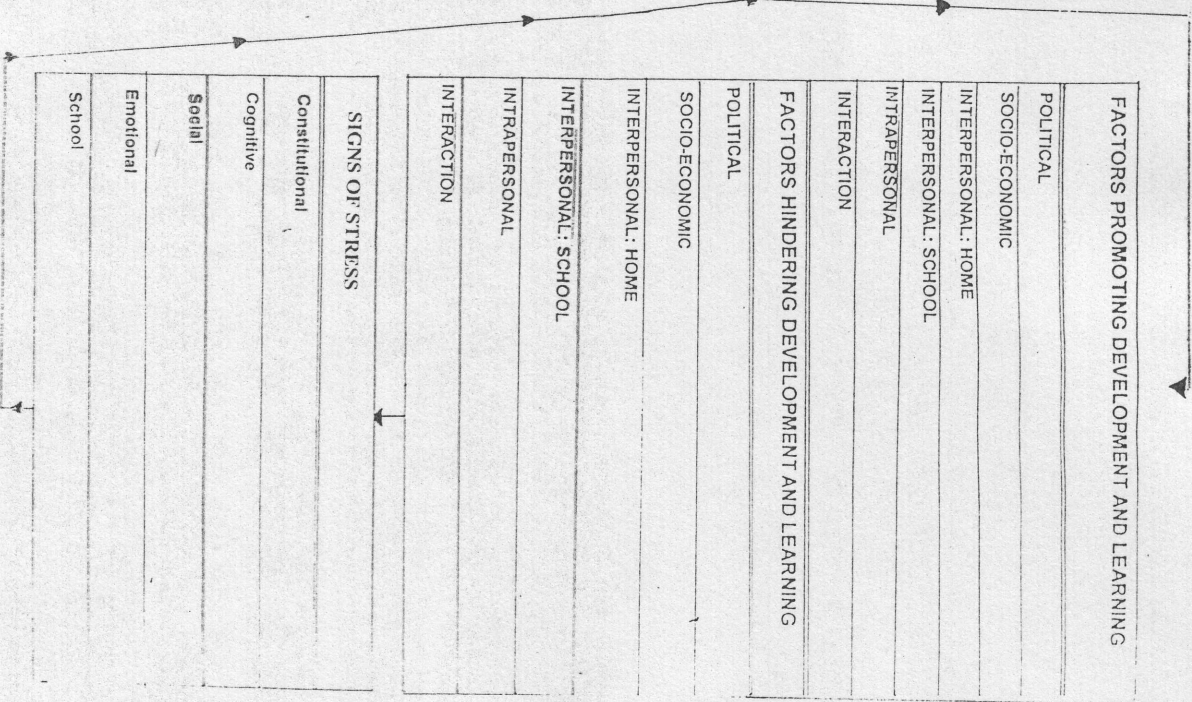 FACTORS PROMOTING DEVELOPMENT AND LEARNING
POLITICAL
SOCIO-ECONOMIC
INTERPERSONAL: HOME
INTERPERSONAL: SCHOOL
INTRAPERSONAL
INTERACTION
FACTORS HINDERING DEVELOPMENT AND LEARNING
POLITICAL
SOCIO-ECONOMIC
INTERPERSONAL: HOME
INTERPERSONAL: SCHOOL
INTRAPERSONAL
INTERACTION
SIGNS OF STRESS
Constitutional
Cognitive
Social
Emotional
School